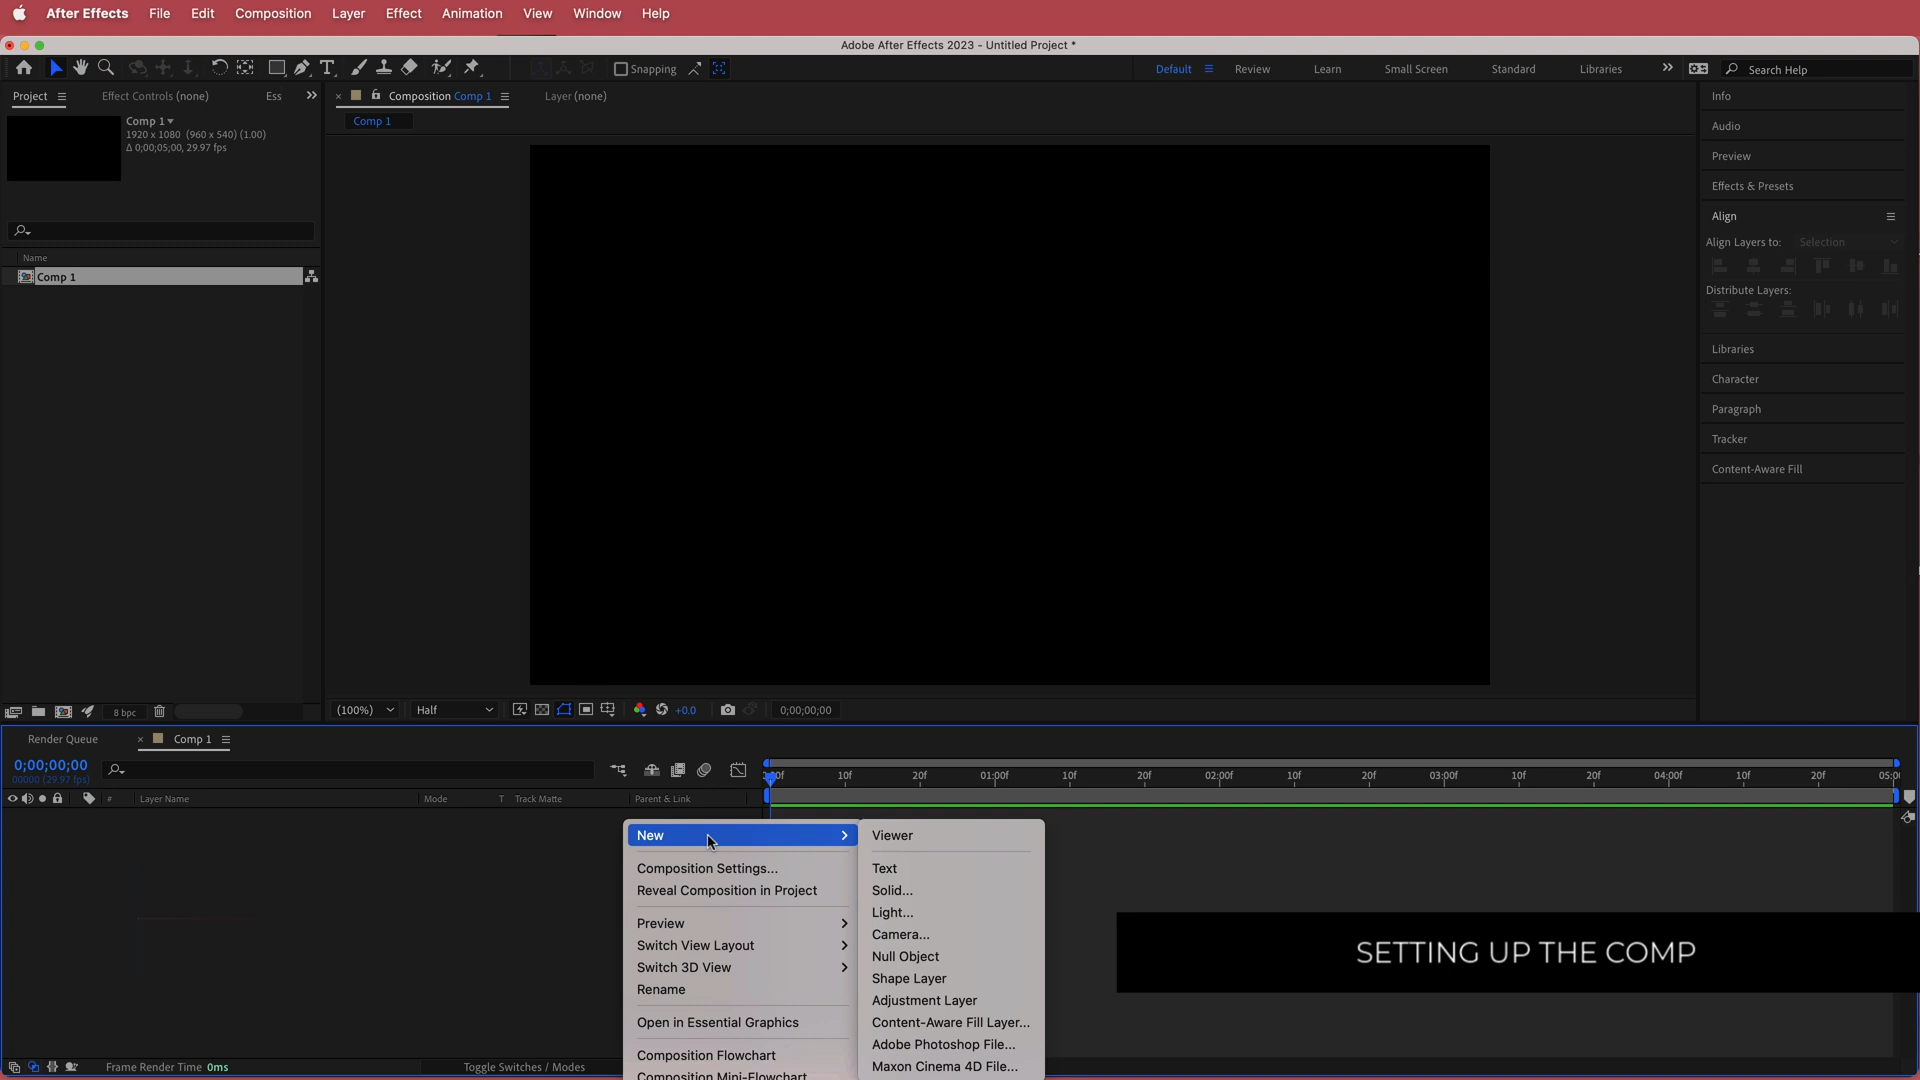 After Effects File Edit Composition Layer Effect Animation View Window Help
Adobe After Effects 2023 - Untitled Project *
Snapping
Default Review Learn Small Screen Standard Libraries
Search Help
Project Effect Controls (none) Ess
Composition Comp 1
Layer (none)
Comp 1
Comp 1
1920 x 1080 (960 x 540) (1.00)
Δ 0;00;05;00, 29.97 fps
Name
Comp 1
Info
Audio
Preview
Effects & Presets
Align
Align Layers to: Selection
Distribute Layers:
Libraries
Character
Paragraph
Tracker
Content-Aware Fill
8 bpc
(100%)
Half
+0.0
0;00;00;00
Render Queue
Comp 1
0;00;00;00
00000 (29.97 fps)
10f 20f 01:00f 10f 20f 02:00f 10f 20f 03:00f 10f 20f 04:00f 10f 20f
# Layer Name Mode T Track Matte Parent & Link
New
Composition Settings...
Reveal Composition in Project
Preview
Switch View Layout
Switch 3D View
Rename
Open in Essential Graphics
Composition Flowchart
Composition Mini-Flowchart
Viewer
Text
Solid...
Light...
Camera...
Null Object
Shape Layer
Adjustment Layer
Content-Aware Fill Layer...
Adobe Photoshop File...
Maxon Cinema 4D File...
SETTING UP THE COMP
Frame Render Time 0ms
Toggle Switches / Modes